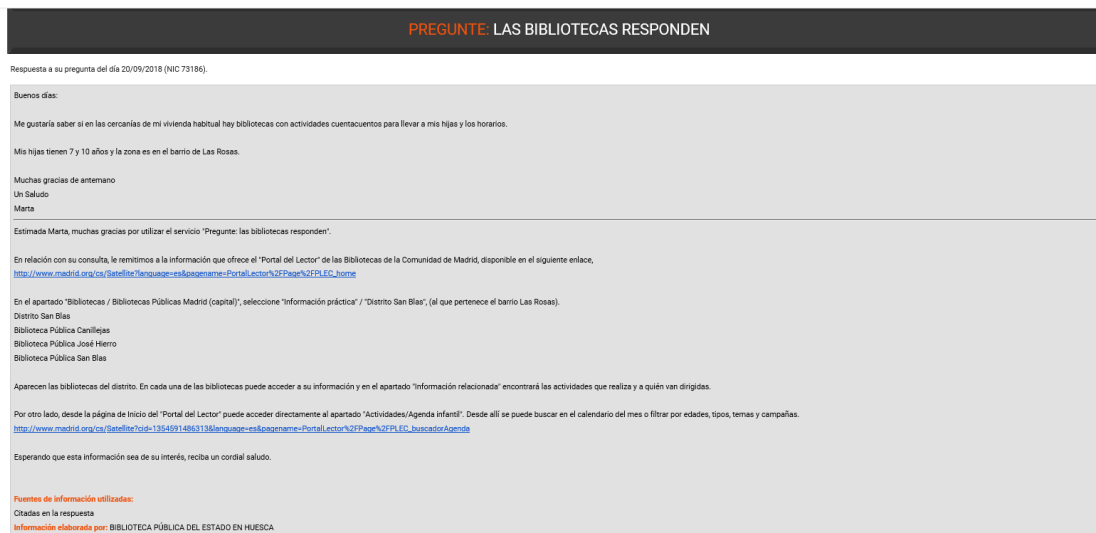 PREGUNTE: LAS BIBLIOTECAS RESPONDEN
Respuesta a su pregunta del día 20/09/2018 (NIC 73186).
Buenos días:
Me gustaría saber si en las cercanías de mi vivienda habitual hay bibliotecas con actividades cuentacuentos para llevar a mis hijas y los horarios.
Mis hijas tienen 7 y 10 años y la zona es en el barrio de Las Rosas.
Muchas gracias de antemano
Un Saludo
Marta
Estimada Marta, muchas gracias por utilizar el servicio "Pregunte: las bibliotecas responden".
En relación con su consulta, le remitimos a la información que ofrece el "Portal del Lector" de las Bibliotecas de la Comunidad de Madrid, disponible en el siguiente enlace,
http://www.madrid.org/cs/Satellite?language=es&pagename=PortalLector%2FPage%2FPLEC_home
En el apartado "Bibliotecas / Bibliotecas Públicas Madrid (capital)", seleccione "Información práctica" / "Distrito San Blas", (al que pertenece el barrio Las Rosas).
Distrito San Blas
Biblioteca Pública Canillejas
Biblioteca Pública José Hierro
Biblioteca Pública San Blas
Aparecen las bibliotecas del distrito. En cada una de las bibliotecas puede acceder a su información y en el apartado "Información relacionada" encontrará las actividades que realiza y a quién van dirigidas.
Por otro lado, desde la página de Inicio del "Portal del Lector" puede acceder directamente al apartado "Actividades/Agenda infantil". Desde allí se puede buscar en el calendario del mes o filtrar por edades, tipos, temas y campañas.
http://www.madrid.org/cs/Satellite?cid=1354591486313&language=es&pagename=PortalLector%2FPage%2FPLEC_buscadorAgenda
Esperando que esta información sea de su interés, reciba un cordial saludo.
Fuentes de información utilizadas:
Citadas en la respuesta
Información elaborada por: BIBLIOTECA PÚBLICA DEL ESTADO EN HUESCA